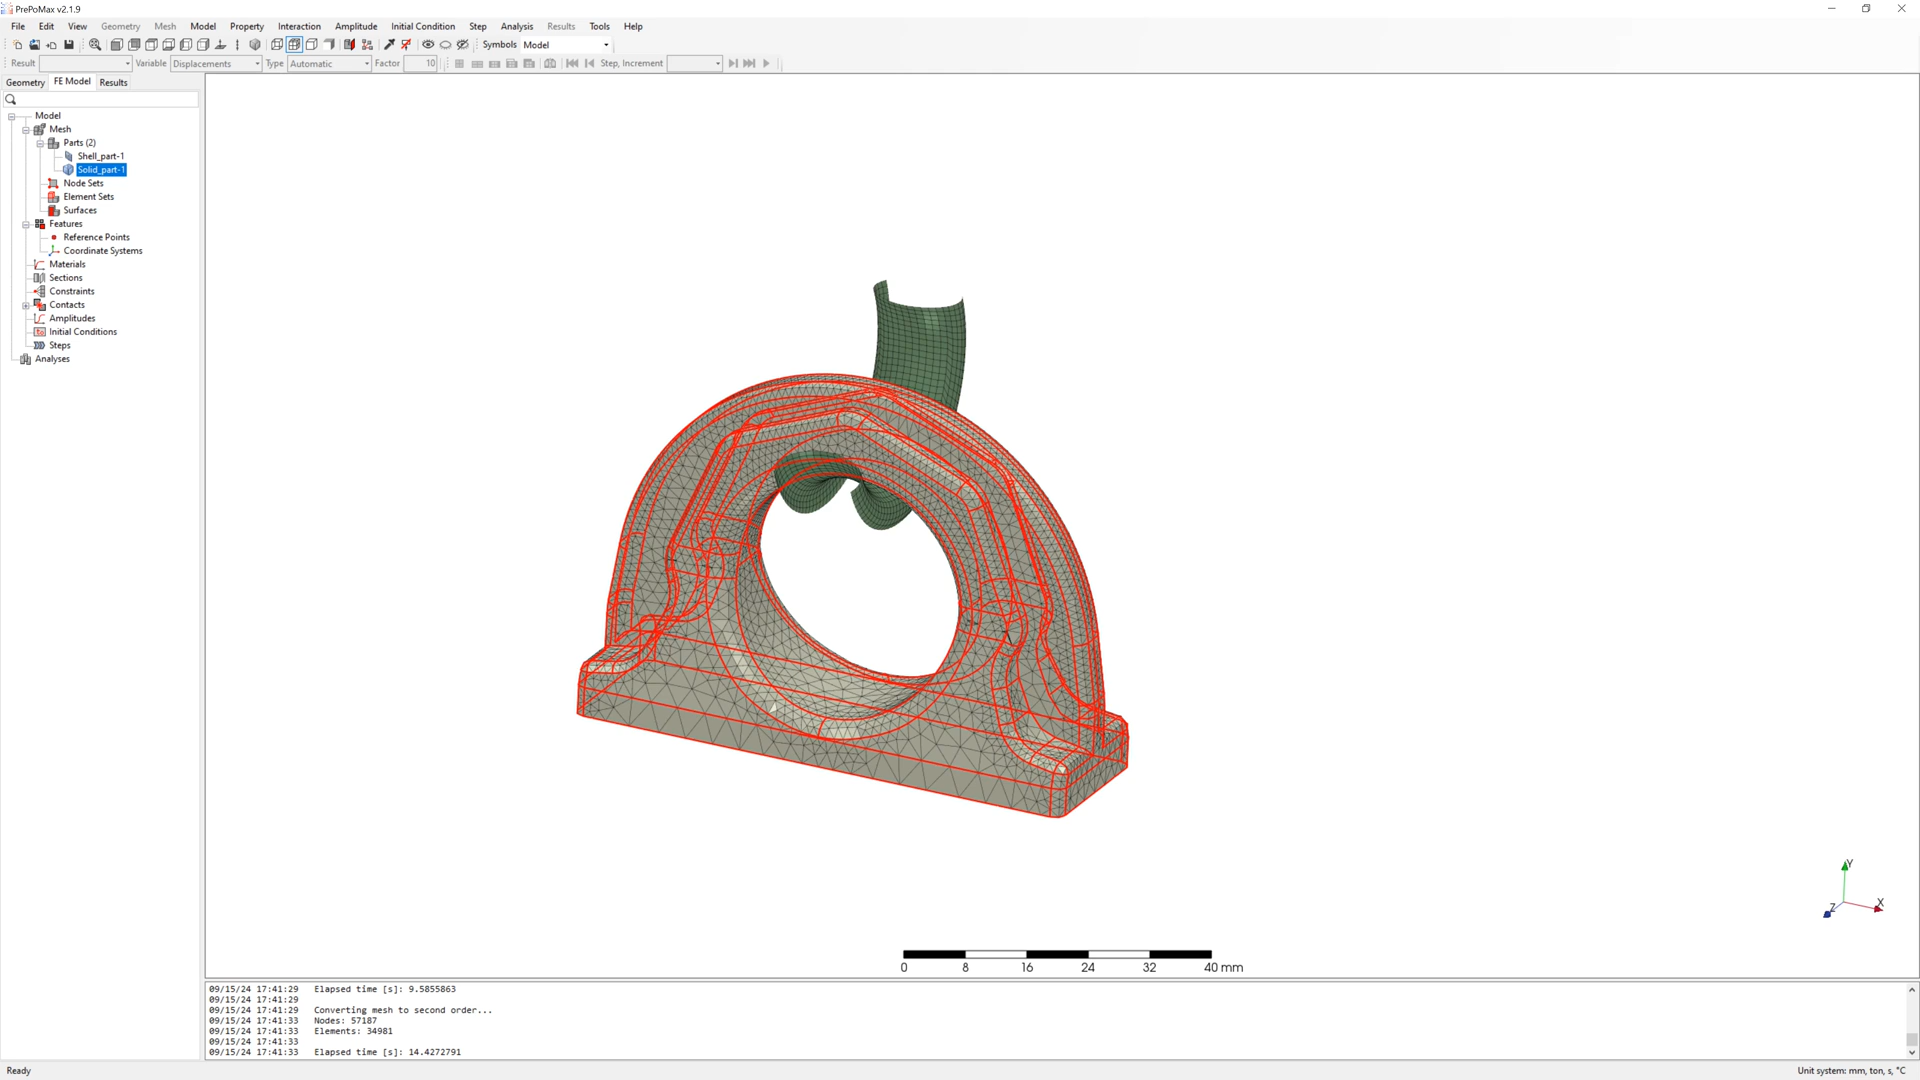 PrePoMax v2.1.9
File Edit View Geometry Mesh Model Property Interaction Amplitude Initial Condition Step Analysis Results Tools Help
Symbols Model
Result Variable Displacements Type Automatic Factor 10 Step, Increment
Geometry FE Model Results
Model
Mesh
Parts (2)
Shell_part-1
Solid_part-1
Node Sets
Element Sets
Surfaces
Features
Reference Points
Coordinate Systems
Materials
Sections
Constraints
Contacts
Amplitudes
Initial Conditions
Steps
Analyses
Y
Z X
0 8 16 24 32 40 mm
09/15/24 17:41:29 Elapsed time [s]: 9.5855863
09/15/24 17:41:29
09/15/24 17:41:29 Converting mesh to second order...
09/15/24 17:41:33 Nodes: 57187
09/15/24 17:41:33 Elements: 34981
09/15/24 17:41:33
09/15/24 17:41:33 Elapsed time [s]: 14.4272791
Ready Unit system: mm, ton, s, °C